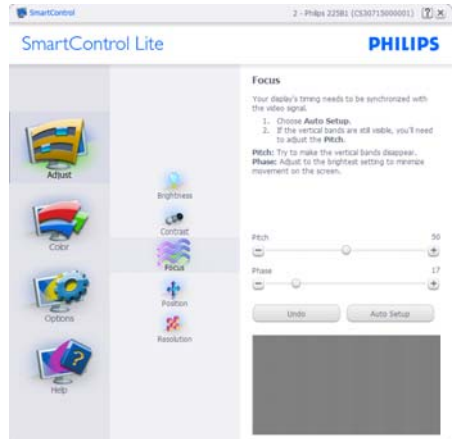 SmartControl
2 - Philips 225B1 (CS30715000001)
SmartControl Lite
PHILIPS
Adjust
Color
Options
Help
Brightness
Contrast
Focus
Position
Resolution
Focus
Your display's timing needs to be synchronized with
the video signal.
1. Choose Auto Setup.
2. If the vertical bands are still visible, you'll need
to adjust the Pitch.
Pitch: Try to make the vertical bands disappear.
Phase: Adjust to the brightest setting to minimize
movement on the screen.
Pitch 50
Phase 17
Undo Auto Setup